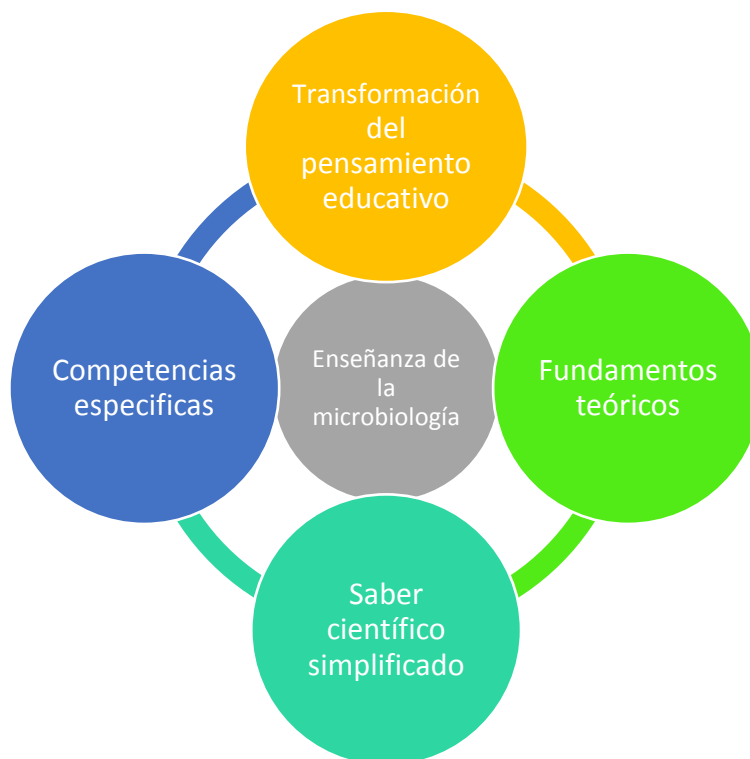 Transformación
del
pensamiento
educativo
Competencias
especificas
Enseñanza de
la
microbiología
Fundamentos
teóricos
Saber
científico
simplificado